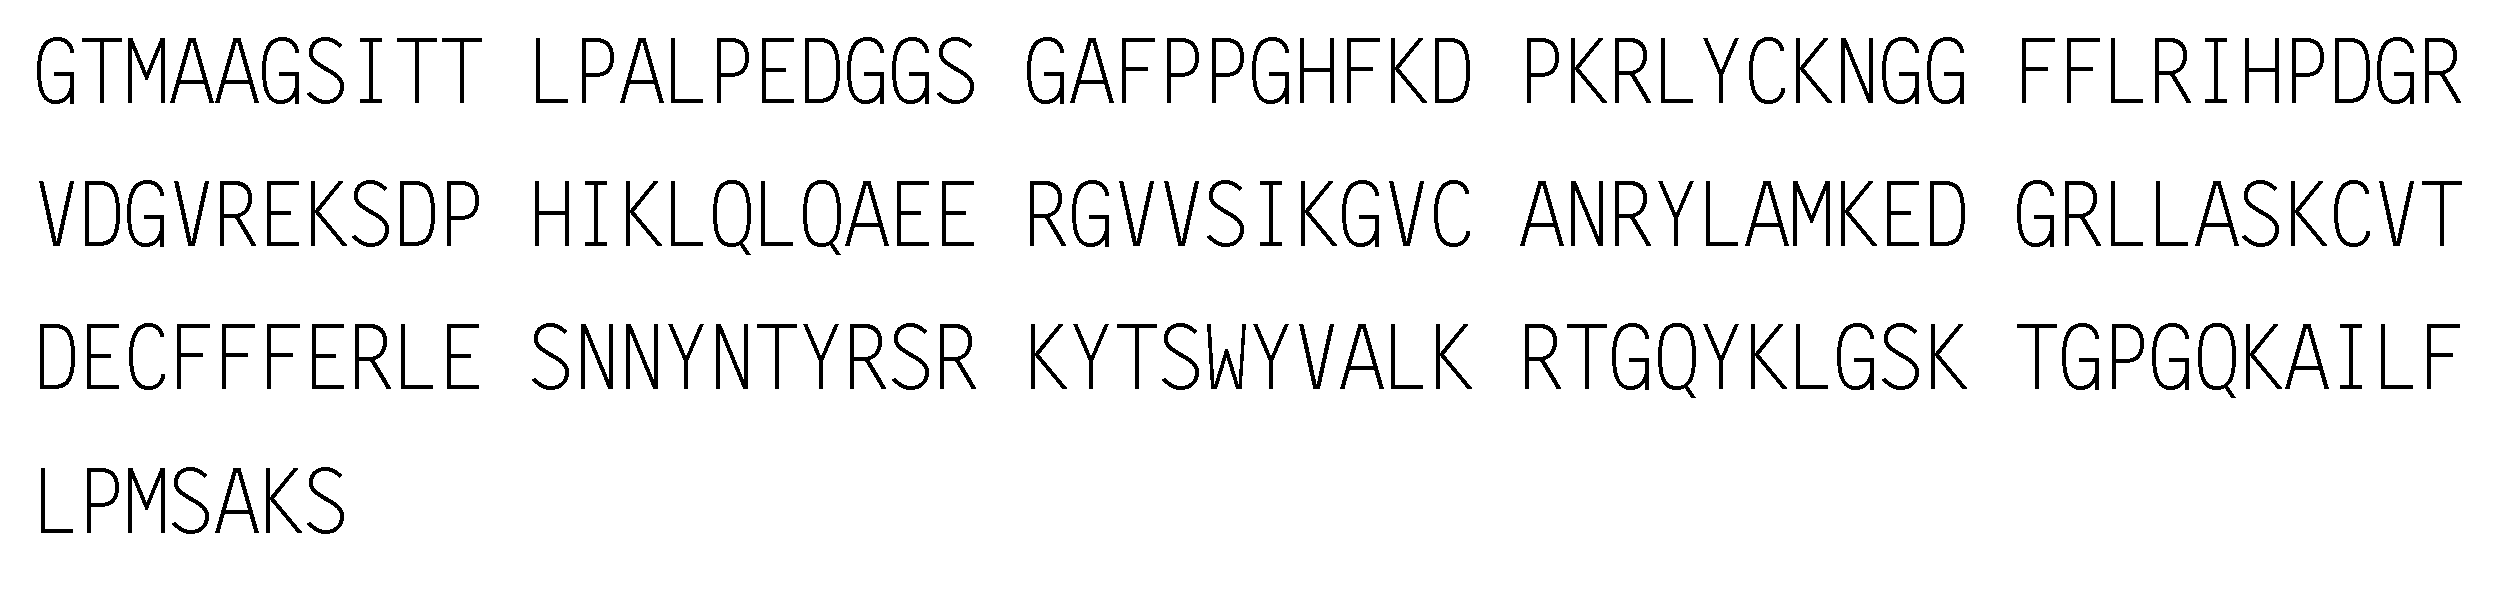 GTMAAGSITT LPALPEDGGS GAFPPGHFKD PKRLYCKNGG FFLRIHPDGR
VDGVREKSDP HIKLQLQAEE RGVVSIKGVC ANRYLAMKED GRLLASKCVT
DECFFFERLE SNNYNTYRSR KYTSWYVALK RTGQYKLGSK TGPGQKAILF
LPMSAKS